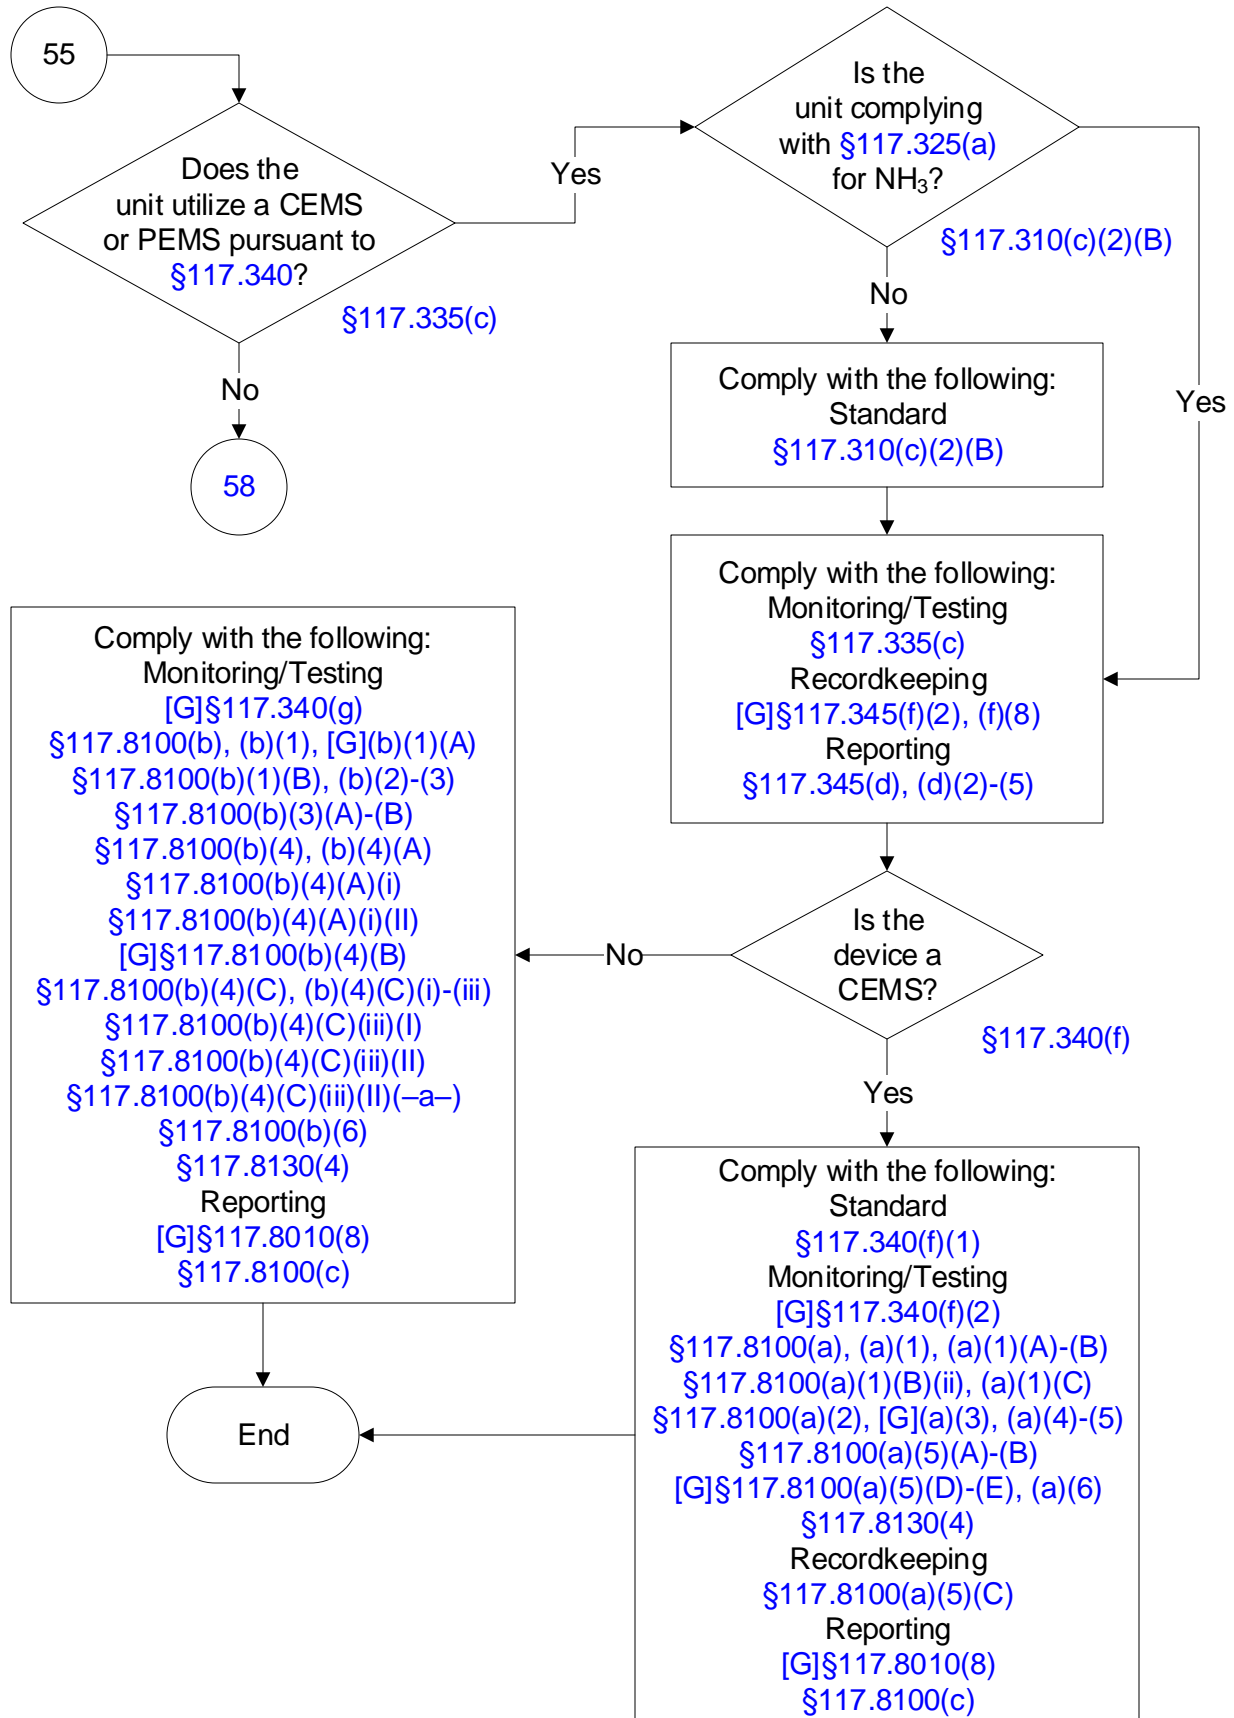 55
Does the
unit utilize a CEMS
or PEMS pursuant to
§117.340?
§117.335(c)
Yes
No
58
Is the
unit complying
with §117.325(a)
for NH₃?
§117.310(c)(2)(B)
No
Yes
Comply with the following:
Standard
§117.310(c)(2)(B)
Comply with the following:
Monitoring/Testing
§117.335(c)
Recordkeeping
[G]§117.345(f)(2), (f)(8)
Reporting
§117.345(d), (d)(2)-(5)
Is the
device a
CEMS?
§117.340(f)
No
Yes
Comply with the following:
Monitoring/Testing
[G]§117.340(g)
§117.8100(b), (b)(1), [G](b)(1)(A)
§117.8100(b)(1)(B), (b)(2)-(3)
§117.8100(b)(3)(A)-(B)
§117.8100(b)(4), (b)(4)(A)
§117.8100(b)(4)(A)(i)
§117.8100(b)(4)(A)(i)(II)
[G]§117.8100(b)(4)(B)
§117.8100(b)(4)(C), (b)(4)(C)(i)-(iii)
§117.8100(b)(4)(C)(iii)(I)
§117.8100(b)(4)(C)(iii)(II)
§117.8100(b)(4)(C)(iii)(II)(–a–)
§117.8100(b)(6)
§117.8130(4)
Reporting
[G]§117.8010(8)
§117.8100(c)
Comply with the following:
Standard
§117.340(f)(1)
Monitoring/Testing
[G]§117.340(f)(2)
§117.8100(a), (a)(1), (a)(1)(A)-(B)
§117.8100(a)(1)(B)(ii), (a)(1)(C)
§117.8100(a)(2), [G](a)(3), (a)(4)-(5)
§117.8100(a)(5)(A)-(B)
[G]§117.8100(a)(5)(D)-(E), (a)(6)
§117.8130(4)
Recordkeeping
§117.8100(a)(5)(C)
Reporting
[G]§117.8010(8)
§117.8100(c)
End